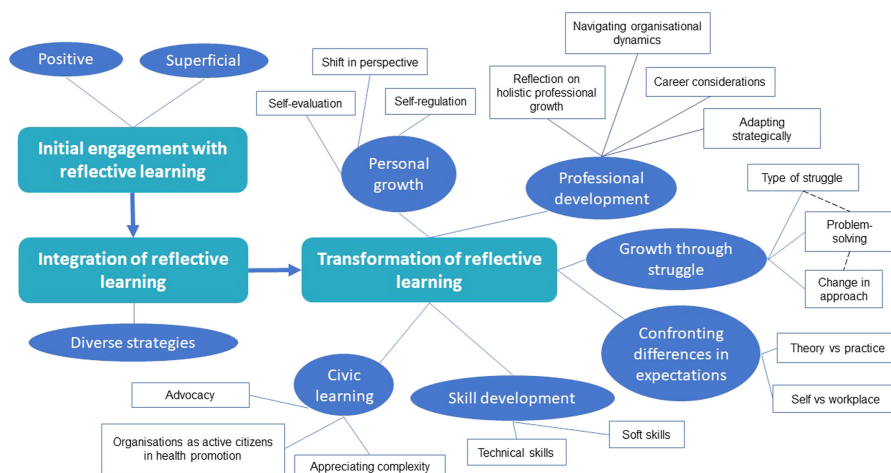 Positive
Superficial
Initial engagement with
reflective learning
Integration of reflective
learning
Diverse strategies
Transformation of reflective
learning
Personal
growth
Self-evaluation
Shift in perspective
Self-regulation
Professional
development
Reflection on
holistic professional
growth
Navigating organisational
dynamics
Career considerations
Adapting
strategically
Growth through
struggle
Type of struggle
Problem-
solving
Change in
approach
Confronting
differences in
expectations
Theory vs practice
Self vs workplace
Skill development
Technical skills
Soft skills
Civic
learning
Advocacy
Organisations as active citizens
in health promotion
Appreciating complexity